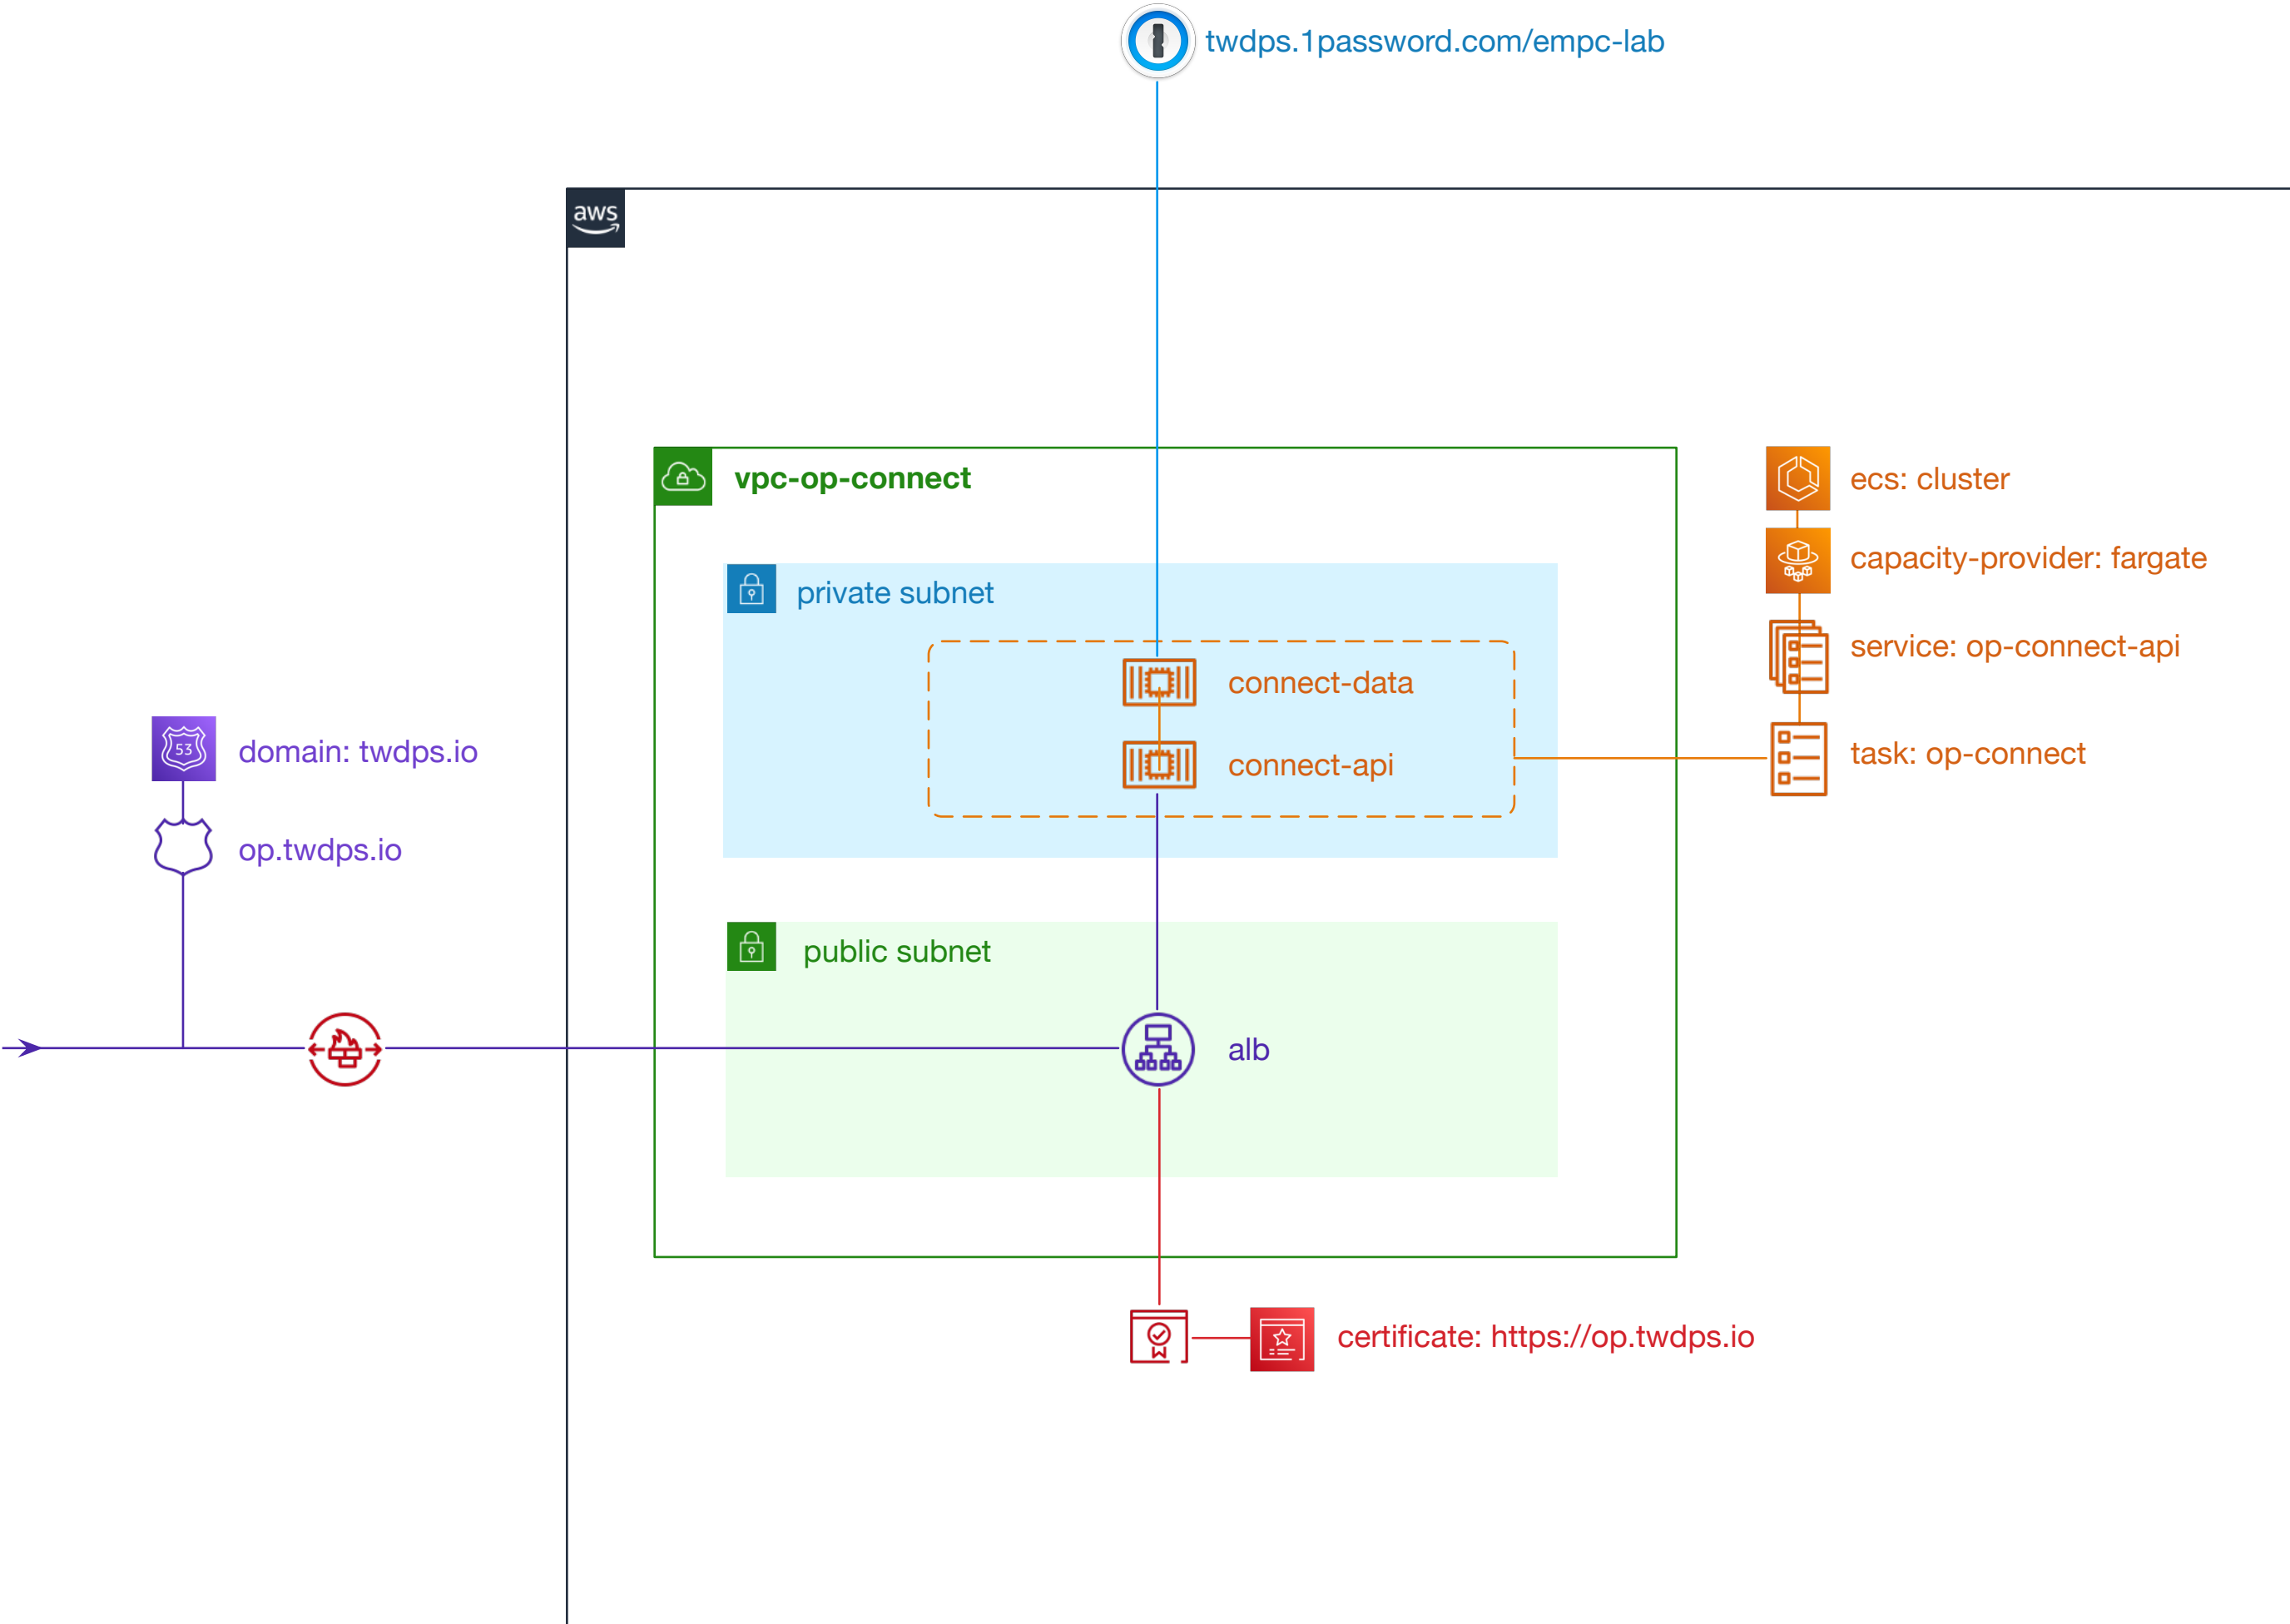 twdps.1password.com/empc-lab
aws
vpc-op-connect
ecs: cluster
capacity-provider: fargate
private subnet
service: op-connect-api
connect-data
53
domain: twdps.io
connect-api
task: op-connect
op.twdps.io
public subnet
alb
certificate: https://op.twdps.io